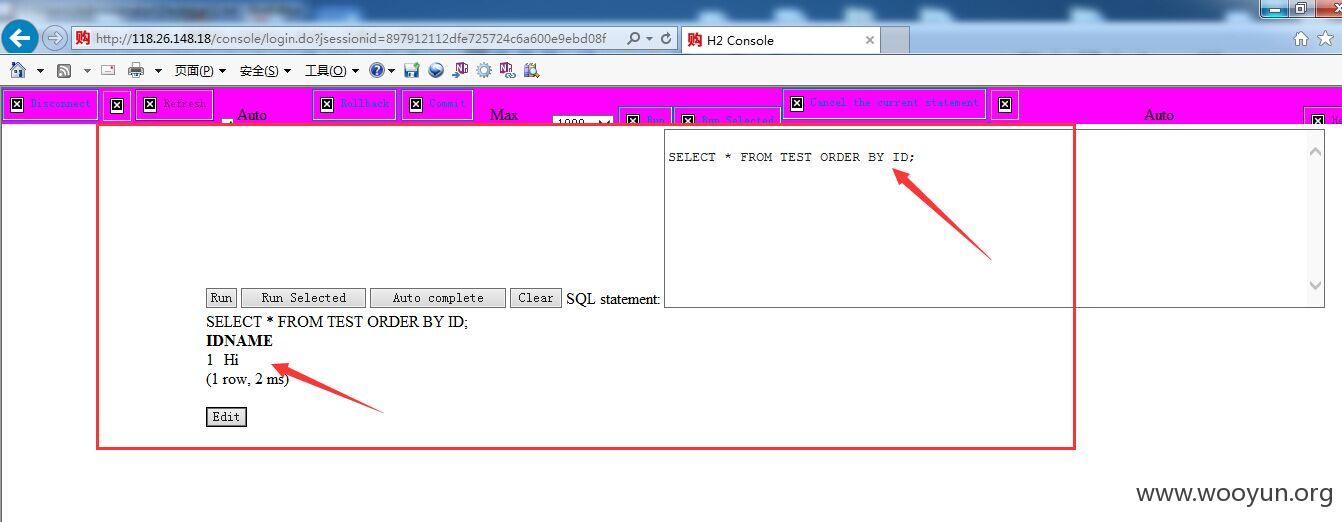 购 http://118.26.148.18/console/login.do?jsessionid=897912112dfe725724c6a600e9ebd08f
购 H2 Console
页面(P) 安全(S) 工具(O)
Disconnect Refresh Auto Rollback Commit Max 1000 Run Run Selected Cancel the current statement Auto
SELECT * FROM TEST ORDER BY ID;
Run Run Selected Auto complete Clear SQL statement:
SELECT * FROM TEST ORDER BY ID;
IDNAME
1 Hi
(1 row, 2 ms)
Edit
www.wooyun.org